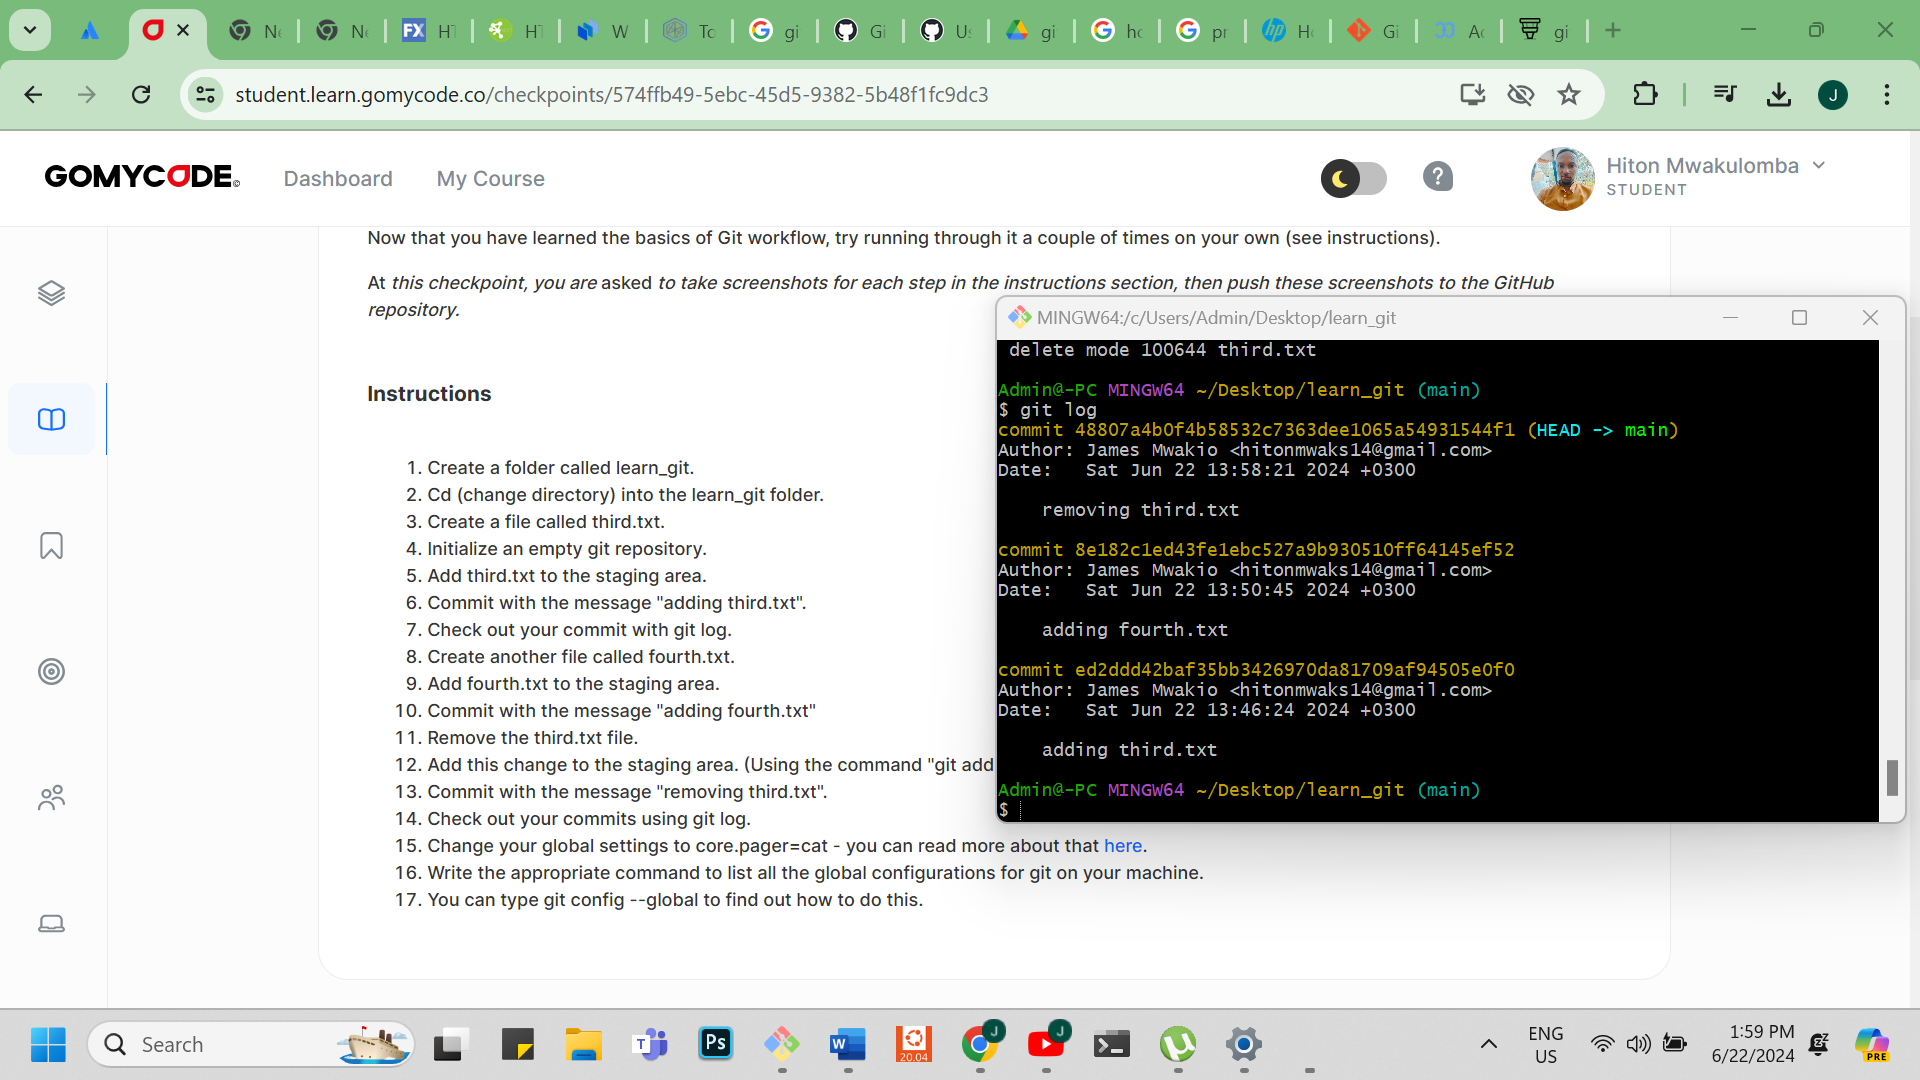 Ne
Ne
FX
HT
HT
W
To
gi
Gi
Us
gi
ho
pr
Ho
Gi
Ac
gi
student.learn.gomycode.co/checkpoints/574ffb49-5ebc-45d5-9382-5b48f1fc9dc3
J
GOMYCODE
Dashboard
My Course
Hiton Mwakulomba
STUDENT
Now that you have learned the basics of Git workflow, try running through it a couple of times on your own (see instructions).
At this checkpoint, you are asked to take screenshots for each step in the instructions section, then push these screenshots to the GitHub
repository.
Instructions
1. Create a folder called learn_git.
2. Cd (change directory) into the learn_git folder.
3. Create a file called third.txt.
4. Initialize an empty git repository.
5. Add third.txt to the staging area.
6. Commit with the message "adding third.txt".
7. Check out your commit with git log.
8. Create another file called fourth.txt.
9. Add fourth.txt to the staging area.
10. Commit with the message "adding fourth.txt"
11. Remove the third.txt file.
12. Add this change to the staging area. (Using the command "git add
13. Commit with the message "removing third.txt".
14. Check out your commits using git log.
15. Change your global settings to core.pager=cat - you can read more about that here.
16. Write the appropriate command to list all the global configurations for git on your machine.
17. You can type git config --global to find out how to do this.
MINGW64:/c/Users/Admin/Desktop/learn_git
delete mode 100644 third.txt
Admin@-PC MINGW64 ~/Desktop/learn_git (main)
$ git log
commit 48807a4b0f4b58532c7363dee1065a54931544f1 (HEAD -> main)
Author: James Mwakio <hitonmwaks14@gmail.com>
Date:   Sat Jun 22 13:58:21 2024 +0300
removing third.txt
commit 8e182c1ed43fe1ebc527a9b930510ff64145ef52
Author: James Mwakio <hitonmwaks14@gmail.com>
Date:   Sat Jun 22 13:50:45 2024 +0300
adding fourth.txt
commit ed2ddd42baf35bb3426970da81709af94505e0f0
Author: James Mwakio <hitonmwaks14@gmail.com>
Date:   Sat Jun 22 13:46:24 2024 +0300
adding third.txt
Admin@-PC MINGW64 ~/Desktop/learn_git (main)
$
Search
Ps
W
20.04
J
J
ENG
US
1:59 PM
6/22/2024
PRE